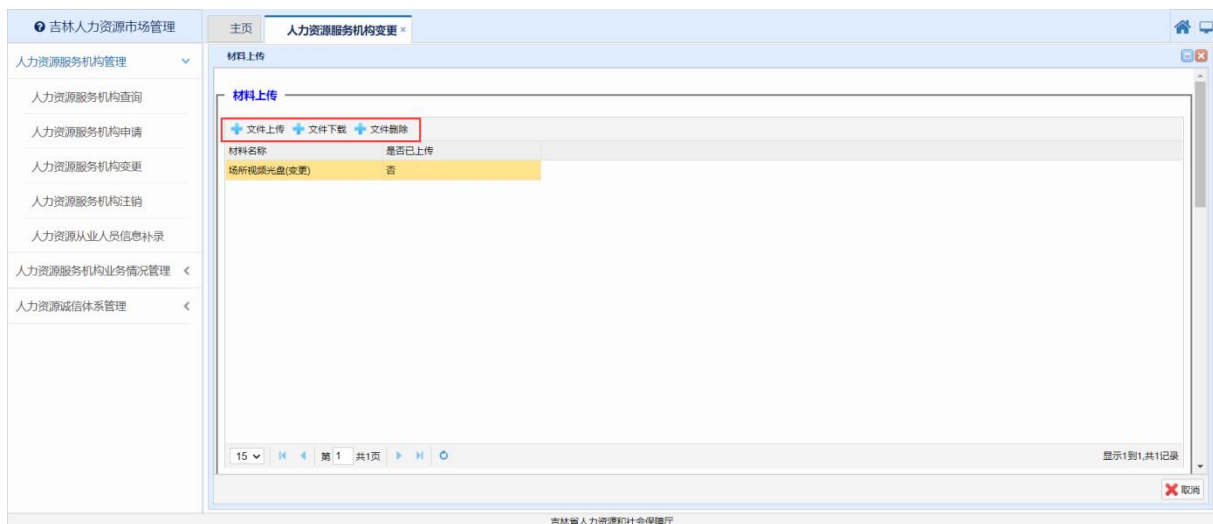 吉林人力资源市场管理
主页 人力资源服务机构变更 ×
人力资源服务机构管理
人力资源服务机构查询
人力资源服务机构申请
人力资源服务机构变更
人力资源服务机构注销
人力资源从业人员信息补录
人力资源服务机构业务情况管理
人力资源诚信体系管理
材料上传
材料上传
文件上传 文件下载 文件删除
材料名称 是否已上传
场所视频光盘(变更) 否
15 第 1 共1页
显示1到1,共1记录
取消
吉林省人力资源和社会保障厅